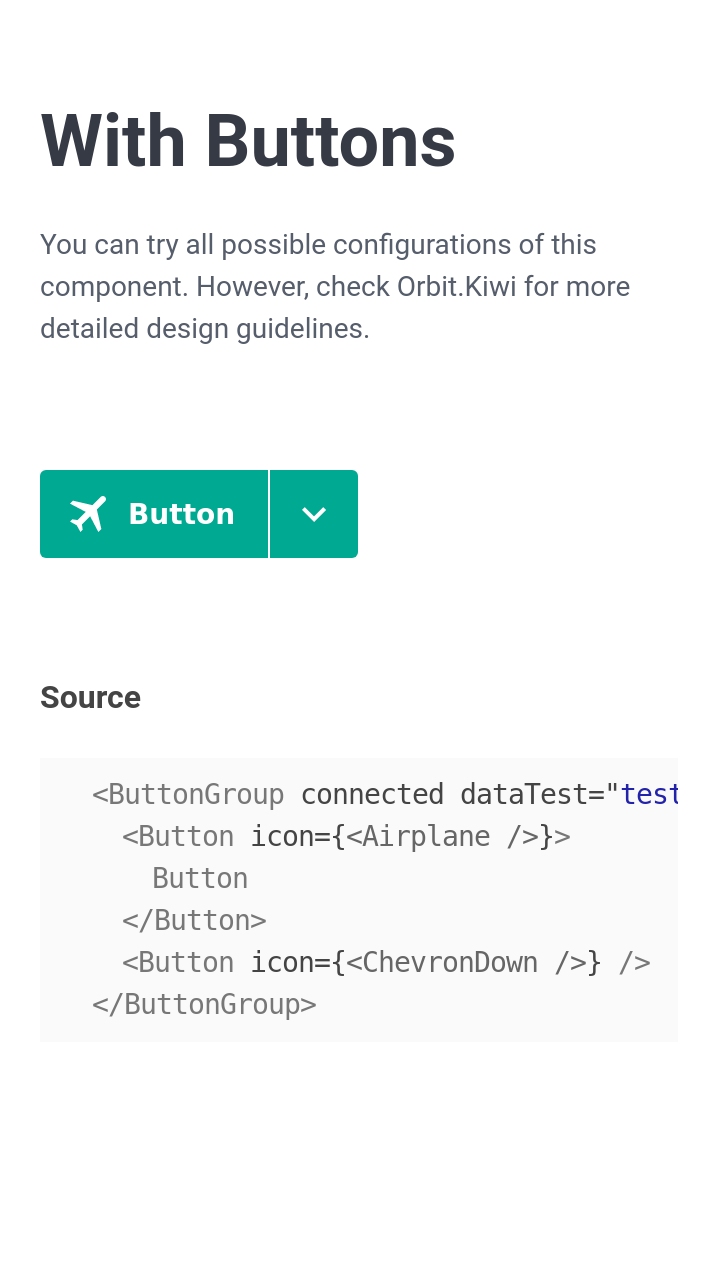 With Buttons
You can try all possible configurations of this
component. However, check Orbit.Kiwi for more
detailed design guidelines.
Button
Source
<ButtonGroup connected dataTest="test
<Button icon={<Airplane />}>
Button
</Button>
<Button icon={<ChevronDown />} />
</ButtonGroup>